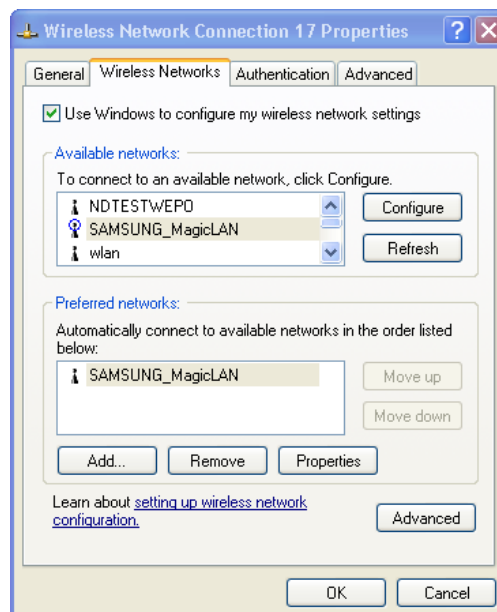 Wireless Network Connection 17 Properties
General Wireless Networks Authentication Advanced
Use Windows to configure my wireless network settings
Available networks:
To connect to an available network, click Configure.
NDTESTWEP0
SAMSUNG_MagicLAN
wlan
Configure
Refresh
Preferred networks:
Automatically connect to available networks in the order listed
below:
SAMSUNG_MagicLAN
Move up
Move down
Add... Remove Properties
Learn about setting up wireless network
configuration.
Advanced
OK Cancel